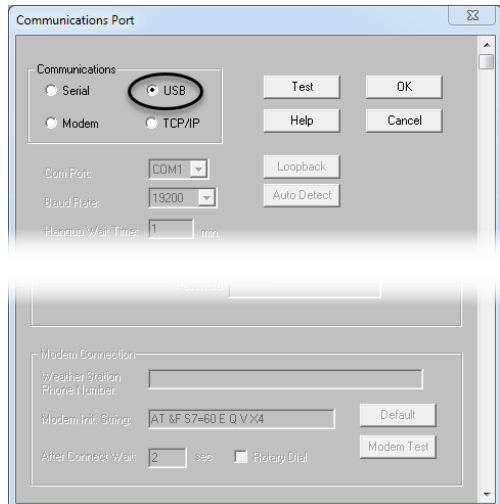 Communications Port
Communications
Serial USB Test OK
Modem TCP/IP Help Cancel
Com Port: COM1 Loopback
Baud Rate: 19200 Auto Detect
Hangup Wait Time: 1 min.
Modem Connection
Weather Station
Phone Number:
Modem Init. String: AT &F S7=60 E Q V X4 Default
After Connect Wait: 2 sec Rotary Dial Modem Test